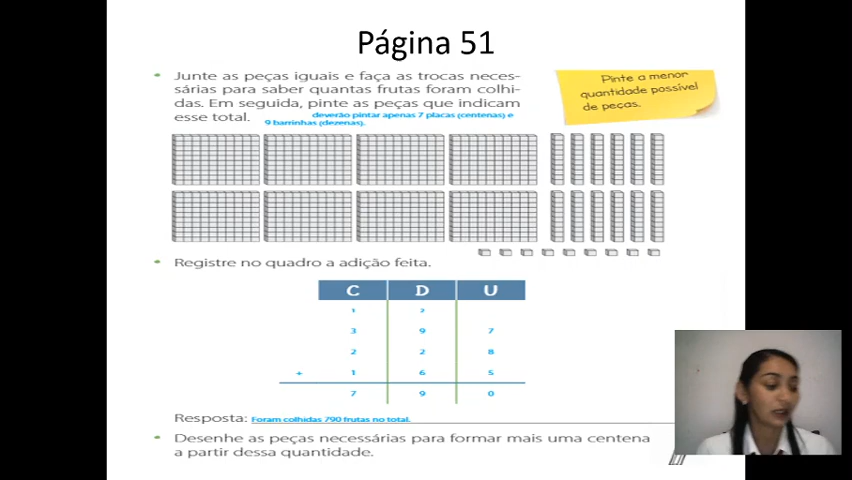 Página 51
• Junte as peças iguais e faça as trocas neces-
sárias para saber quantas frutas foram colhi-
das. Em seguida, pinte as peças que indicam
esse total. deverão pintar apenas 7 placas (centenas) e
9 barrinhas (dezenas).
Pinte a menor
quantidade possível
de peças.
• Registre no quadro a adição feita.
C D U
1 2
3 9 7
2 2 8
+ 1 6 5
7 9 0
Resposta: Foram colhidas 790 frutas no total.
• Desenhe as peças necessárias para formar mais uma centena
a partir dessa quantidade.